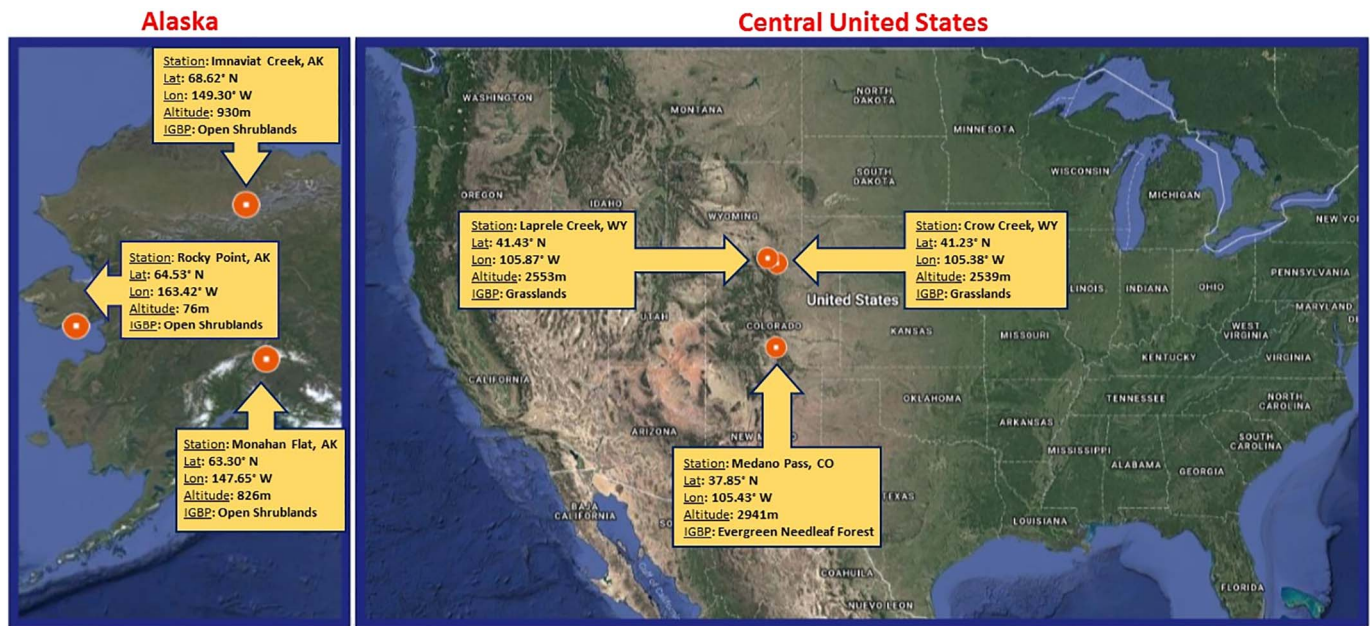 Alaska
Central United States
Station: Imnaviat Creek, AK
Lat: 68.62° N
Lon: 149.30° W
Altitude: 930m
IGBP: Open Shrublands
Station: Rocky Point, AK
Lat: 64.53° N
Lon: 163.42° W
Altitude: 76m
IGBP: Open Shrublands
Station: Monahan Flat, AK
Lat: 63.30° N
Lon: 147.65° W
Altitude: 826m
IGBP: Open Shrublands
WASHINGTON
MONTANA
NORTH
DAKOTA
MINNESOTA
OREGON
IDAHO
SOUTH
DAKOTA
WISCONSIN
MICHIGAN
WYOMING
NEW YO
Station: Laprele Creek, WY
Lat: 41.43° N
Lon: 105.87° W
Altitude: 2553m
IGBP: Grasslands
Station: Crow Creek, WY
Lat: 41.23° N
Lon: 105.38° W
Altitude: 2539m
IGBP: Grasslands
PENNSYLVANIA
ILINOIS
INDIANA
OHIO
MARYLAND
United States
UTAH
COLORADO
KANSAS
MISSOURI
WEST
VIRGINIA
KENTUCKY
VIRGINIA
CALIFORNIA
OKLAHOMA
TENNESSEE
NORTH
CAROLINA
ARKANSAS
ARIZONA
NEW M
MISSISSIPPI
SOUTH
CAROLINA
ALABAMA
GEORGIA
Station: Medano Pass, CO
Lat: 37.85° N
Lon: 105.43° W
Altitude: 2941m
IGBP: Evergreen Needleaf Forest
TEXAS
BAJA
CALIFORNIA
SO
LOUISIANA
Gulf of Californ
COAHUILA
FLORIDA
NUEVO LEON